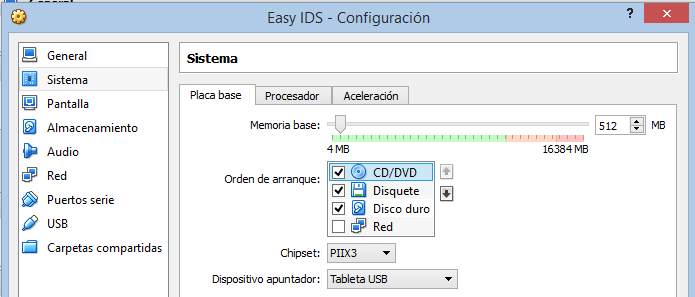 Easy IDS - Configuración
?
General
Sistema
Pantalla
Almacenamiento
Audio
Red
Puertos serie
USB
Carpetas compartidas
Sistema
Placa base Procesador Aceleración
Memoria base: 512 MB
4 MB 16384 MB
Orden de arranque: CD/DVD
Disquete
Disco duro
Red
Chipset: PIIX3
Dispositivo apuntador: Tableta USB